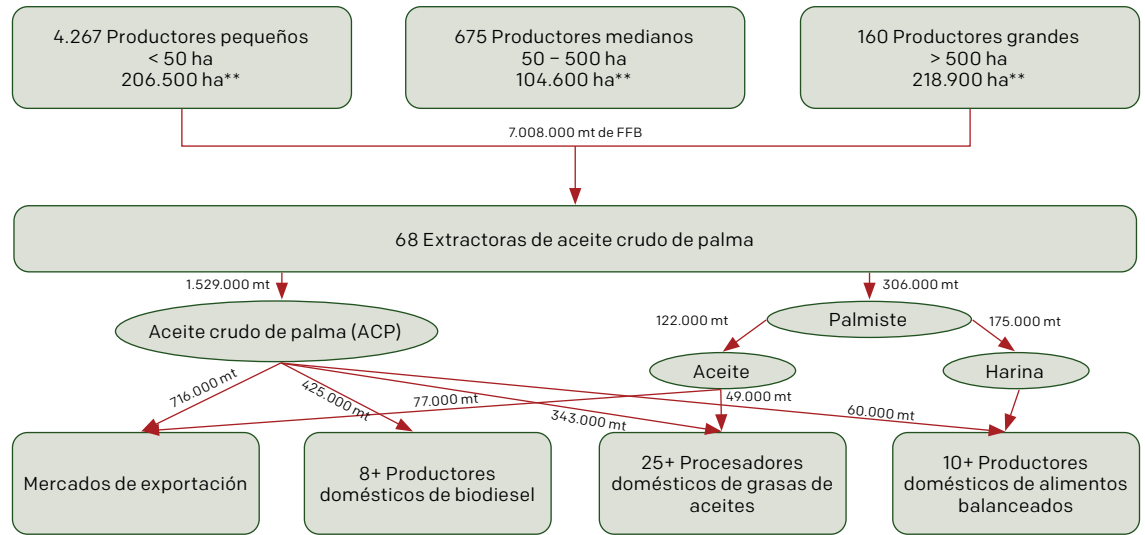 4.267 Productores pequeños
< 50 ha
206.500 ha**
675 Productores medianos
50 – 500 ha
104.600 ha**
160 Productores grandes
> 500 ha
218.900 ha**
7.008.000 mt de FFB
68 Extractoras de aceite crudo de palma
1.529.000 mt
306.000 mt
Aceite crudo de palma (ACP)
122.000 mt
Palmiste
175.000 mt
Aceite
Harina
716.000 mt
425.000 mt
77.000 mt
343.000 mt
49.000 mt
60.000 mt
Mercados de exportación
8+ Productores
domésticos de biodiesel
25+ Procesadores
domésticos de grasas de
aceites
10+ Productores
domésticos de alimentos
balanceados